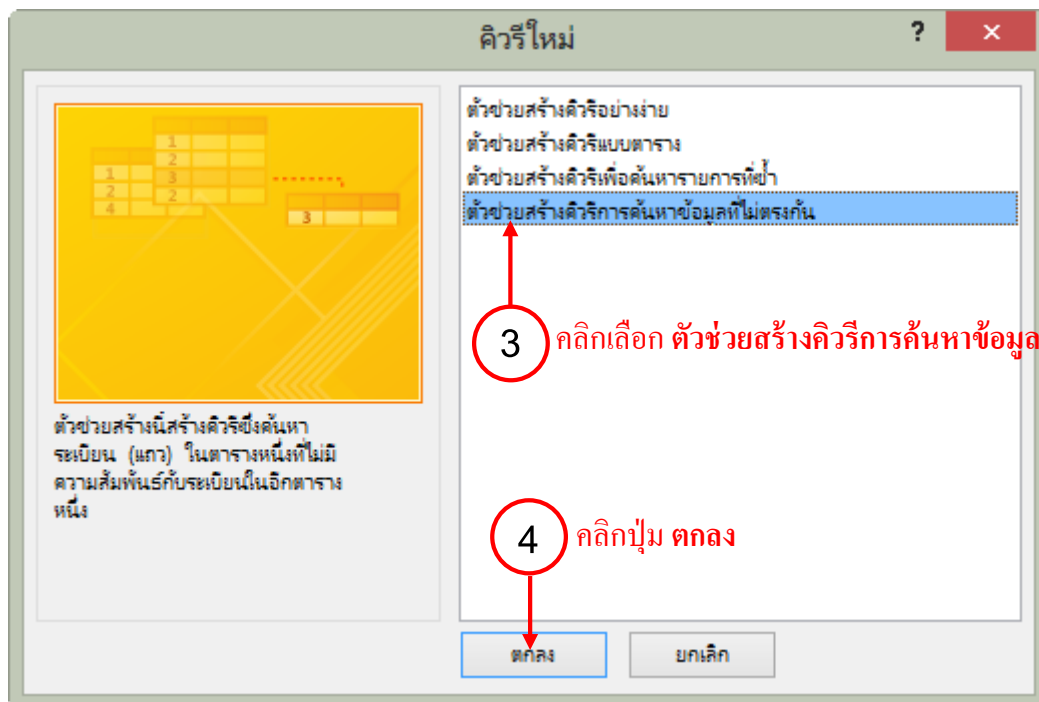 คิวรีใหม่
?
×
ตัวช่วยสร้างคิวรีอย่างง่าย
ตัวช่วยสร้างคิวรีแบบตาราง
ตัวช่วยสร้างคิวรีเพื่อค้นหารายการที่ซ้ำ
ตัวช่วยสร้างคิวรีการค้นหาข้อมูลที่ไม่ตรงกัน
1
2
3
2
1
2
4
3
3 คลิกเลือก ตัวช่วยสร้างคิวรีการค้นหาข้อมูล
ตัวช่วยสร้างนี้สร้างคิวรีซึ่งค้นหา
ระเบียน (แถว) ในตารางหนึ่งที่ไม่มี
ความสัมพันธ์กับระเบียนในอีกตาราง
หนึ่ง
4 คลิกปุ่ม ตกลง
ตกลง ยกเลิก